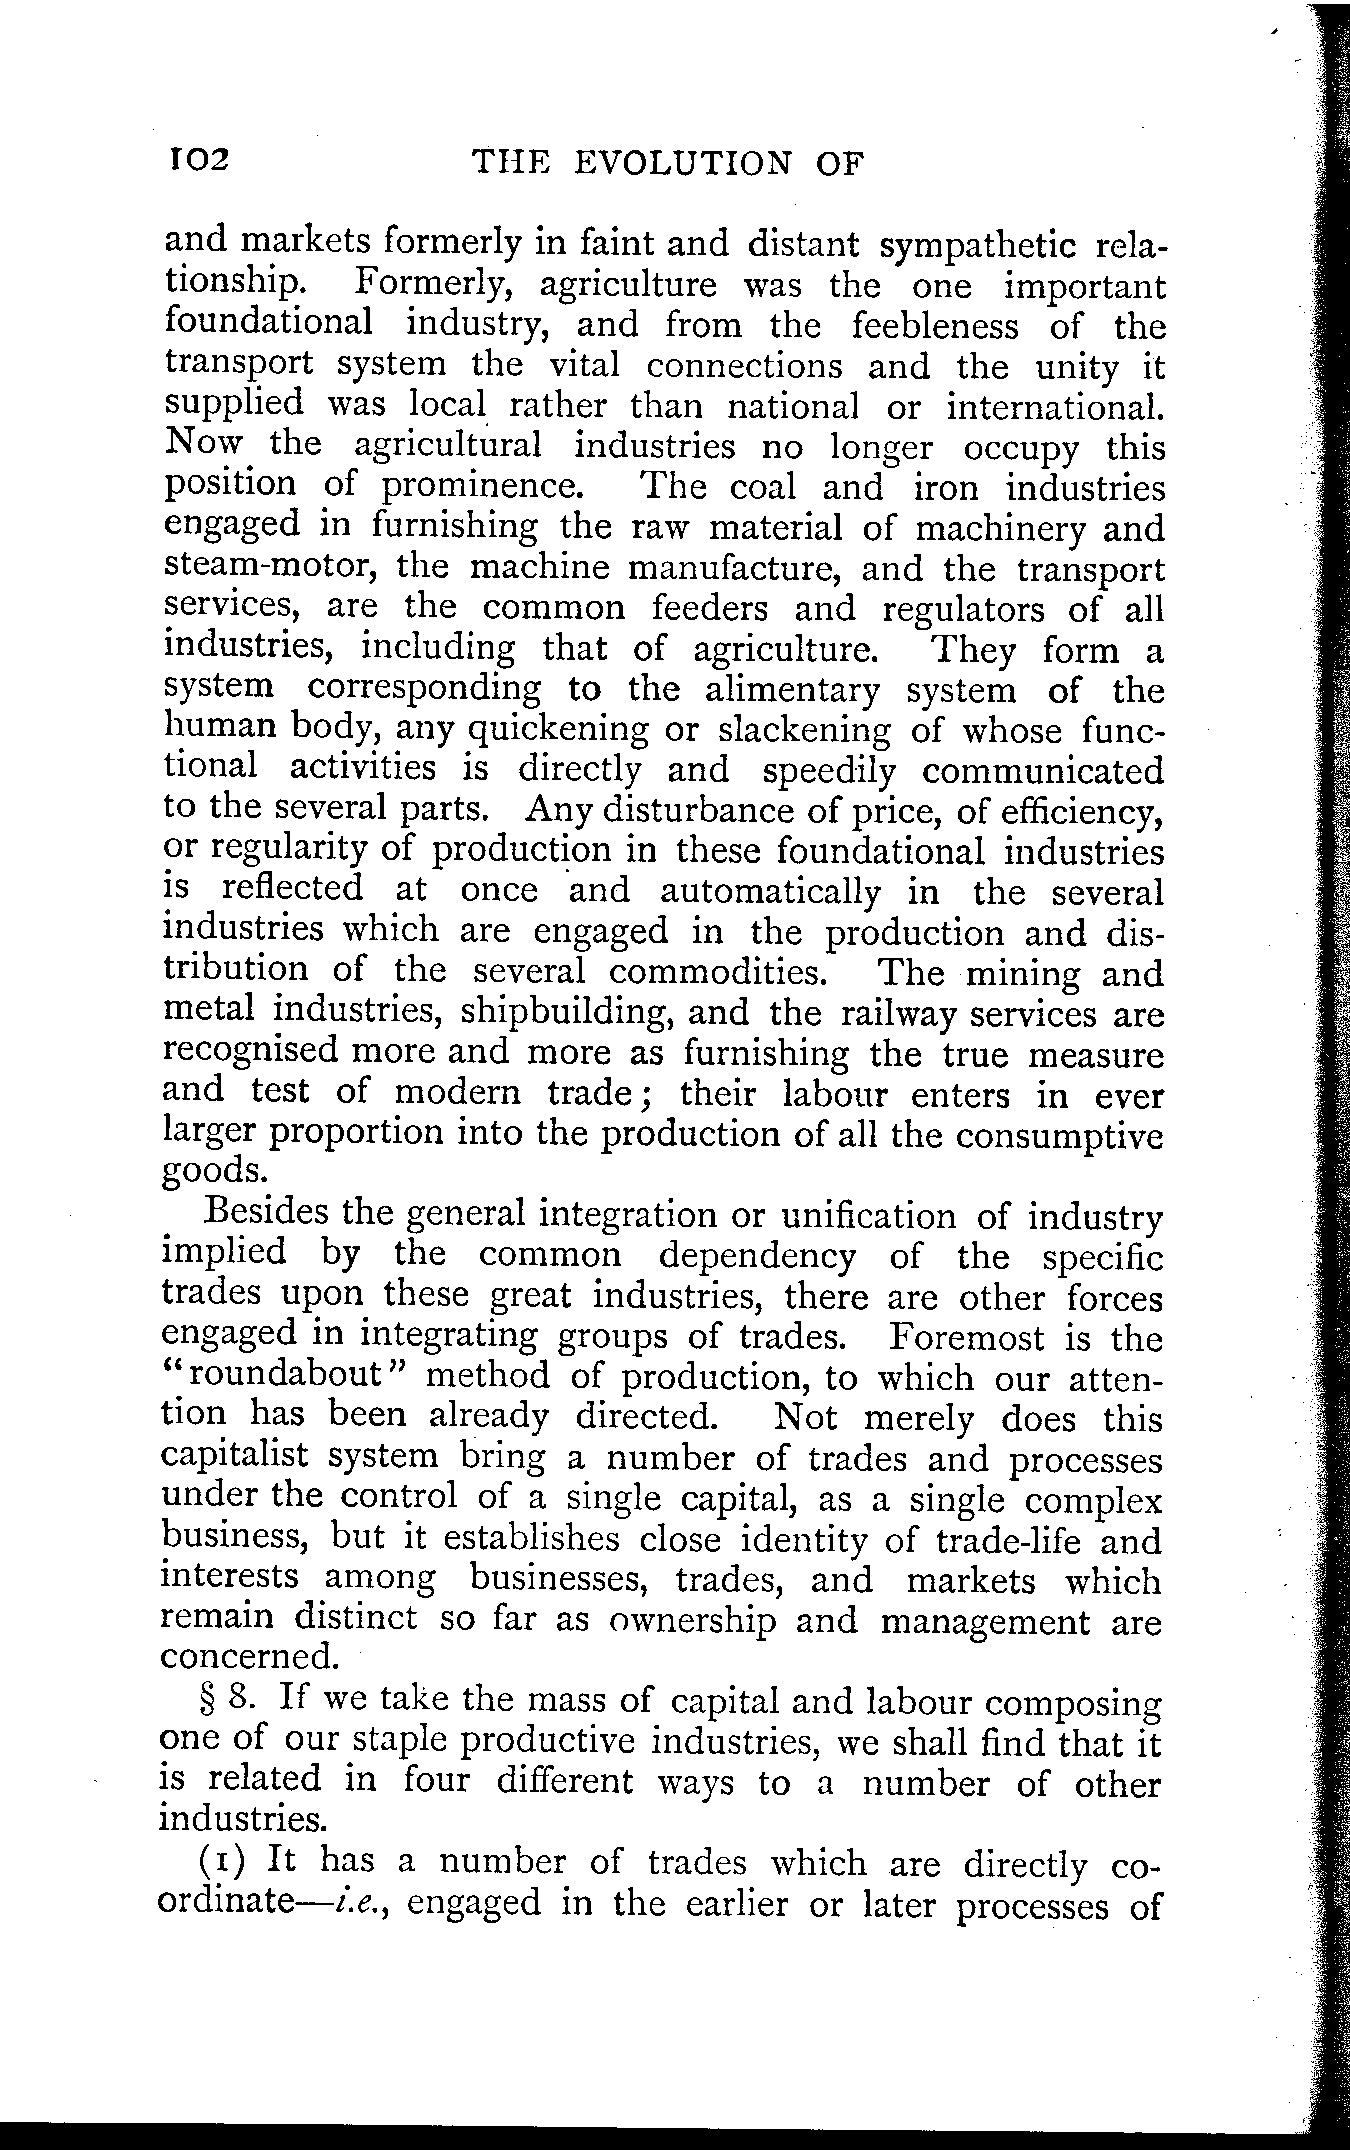 102 THE EVOLUTION OF
and markets formerly in faint and distant sympathetic rela-
tionship. Formerly, agriculture was the one important
foundational industry, and from the feebleness of the
transport system the vital connections and the unity it
supplied was local rather than national or international.
Now the agricultural industries no longer occupy this
position of prominence. The coal and iron industries
engaged in furnishing the raw material of machinery and
steam-motor, the machine manufacture, and the transport
services, are the common feeders and regulators of all
industries, including that of agriculture. They form a
system corresponding to the alimentary system of the
human body, any quickening or slackening of whose func-
tional activities is directly and speedily communicated
to the several parts. Any disturbance of price, of efficiency,
or regularity of production in these foundational industries
is reflected at once and automatically in the several
industries which are engaged in the production and dis-
tribution of the several commodities. The mining and
metal industries, shipbuilding, and the railway services are
recognised more and more as furnishing the true measure
and test of modern trade; their labour enters in ever
larger proportion into the production of all the consumptive
goods.
Besides the general integration or unification of industry
implied by the common dependency of the specific
trades upon these great industries, there are other forces
engaged in integrating groups of trades. Foremost is the
"roundabout" method of production, to which our atten-
tion has been already directed. Not merely does this
capitalist system bring a number of trades and processes
under the control of a single capital, as a single complex
business, but it establishes close identity of trade-life and
interests among businesses, trades, and markets which
remain distinct so far as ownership and management are
concerned.
§ 8. If we take the mass of capital and labour composing
one of our staple productive industries, we shall find that it
is related in four different ways to a number of other
industries.
(1) It has a number of trades which are directly co-
ordinate—i.e., engaged in the earlier or later processes of